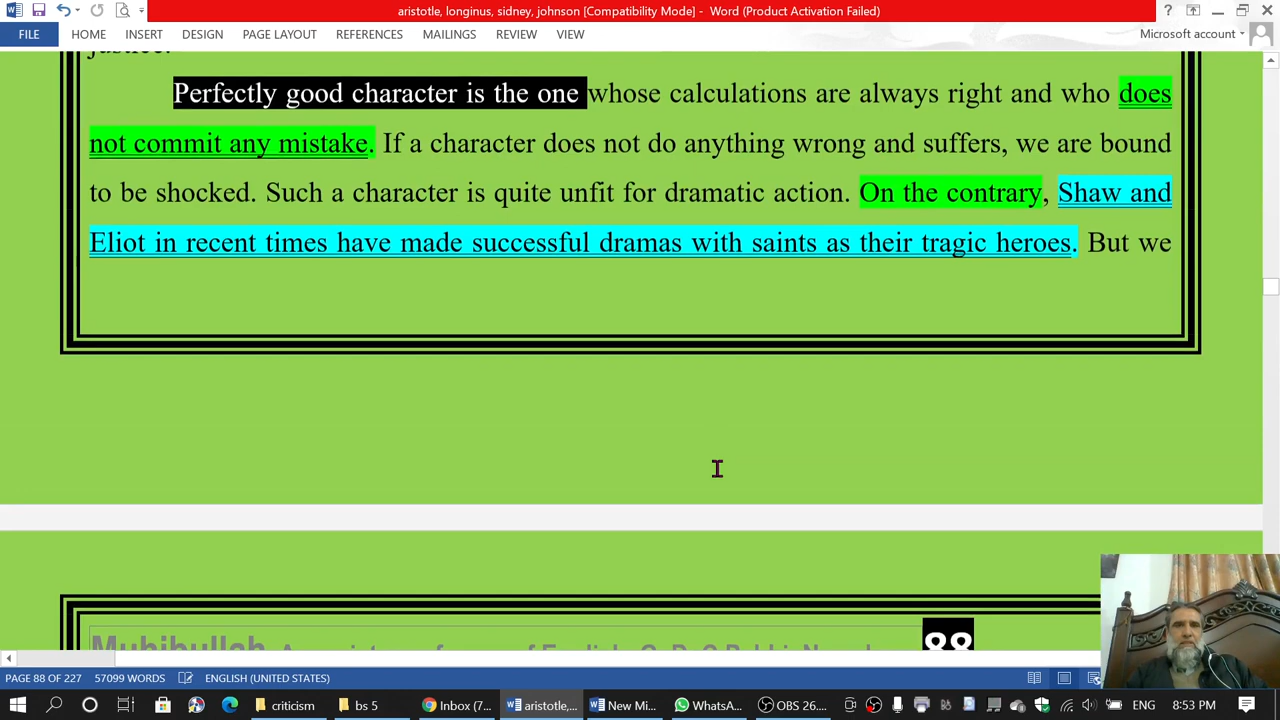 aristotle, longinus, sidney, johnson [Compatibility Mode] - Word (Product Activation Failed)
FILE HOME INSERT DESIGN PAGE LAYOUT REFERENCES MAILINGS REVIEW VIEW Microsoft account
justice.
Perfectly good character is the one whose calculations are always right and who does
not commit any mistake. If a character does not do anything wrong and suffers, we are bound
to be shocked. Such a character is quite unfit for dramatic action. On the contrary, Shaw and
Eliot in recent times have made successful dramas with saints as their tragic heroes. But we
Muhibullah 88
PAGE 88 OF 227 57099 WORDS ENGLISH (UNITED STATES)
criticism bs 5 Inbox (7... aristotle,... New Mi... WhatsA... OBS 26.... 8:53 PM